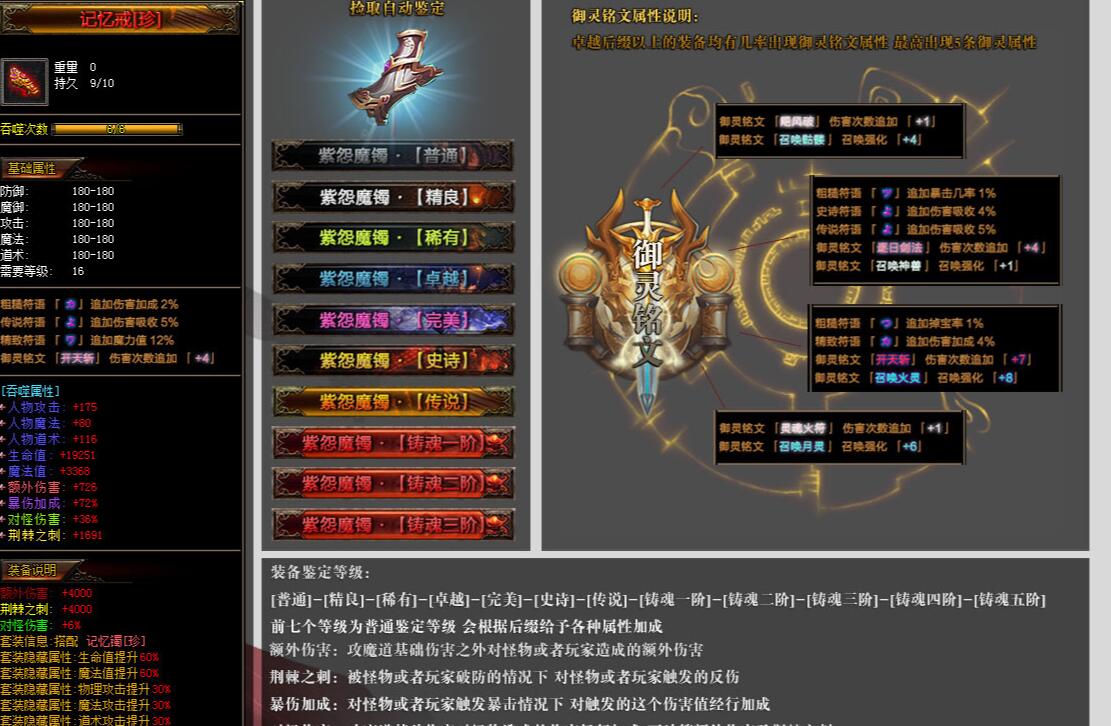 记忆戒[珍]
重量 0
持久 9/10
吞噬次数 6/6
基础属性
防御: 180-180
魔御: 180-180
攻击: 180-180
魔法: 180-180
道术: 180-180
需要等级: 16
粗糙符语「カ」追加伤害加成 2%
传说符语「よ」追加伤害吸收 5%
精致符语「ワ」追加魔力值 12%
御灵铭文「开天斩」伤害次数追加「+4」
[吞噬属性]
人物攻击: +175
人物魔法: +80
人物道术: +116
生命值: +19251
魔法值: +3368
额外伤害: +726
暴伤加成: +72%
对怪伤害: +36%
荆棘之刺: +1691
装备说明
额外伤害: +4000
荆棘之刺: +4000
对怪伤害: +6%
套装信息:搭配 记忆镯[珍]
套装隐藏属性:生命值提升60%
套装隐藏属性:魔法值提升60%
套装隐藏属性:物理攻击提升30%
套装隐藏属性:魔法攻击提升30%
套装隐藏属性:道术攻击提升30%
捡取自动鉴定
紫怨魔镯·【普通】
紫怨魔镯·【精良】
紫怨魔镯·【稀有】
紫怨魔镯·【卓越】
紫怨魔镯·【完美】
紫怨魔镯·【史诗】
紫怨魔镯·【传说】
紫怨魔镯·【铸魂一阶】
紫怨魔镯·【铸魂二阶】
紫怨魔镯·【铸魂三阶】
御灵铭文属性说明:
卓越后缀以上的装备均有几率出现御灵铭文属性 最高出现5条御灵属性
御灵铭文
御灵铭文「飓风破」伤害次数追加「+1」
御灵铭文「召唤骷髅」召唤强化「+4」
粗糙符语「ツ」追加暴击几率 1%
史诗符语「よ」追加伤害吸收 4%
传说符语「よ」追加伤害吸收 5%
御灵铭文「逐日剑法」伤害次数追加「+4」
御灵铭文「召唤神兽」召唤强化「+1」
粗糙符语「つ」追加掉宝率 1%
精致符语「カ」追加伤害加成 4%
御灵铭文「开天斩」伤害次数追加「+7」
御灵铭文「召唤火灵」召唤强化「+8」
御灵铭文「灵魂火符」伤害次数追加「+1」
御灵铭文「召唤月灵」召唤强化「+6」
装备鉴定等级:
[普通]-[精良]-[稀有]-[卓越]-[完美]-[史诗]-[传说]-[铸魂一阶]-[铸魂二阶]-[铸魂三阶]-[铸魂四阶]-[铸魂五阶]
前七个等级为普通鉴定等级 会根据后缀给予各种属性加成
额外伤害: 攻魔道基础伤害之外对怪物或者玩家造成的额外伤害
荆棘之刺: 被怪物或者玩家破防的情况下 对怪物或者玩家触发的反伤
暴伤加成: 对怪物或者玩家触发暴击情况下 对触发的这个伤害值经行加成